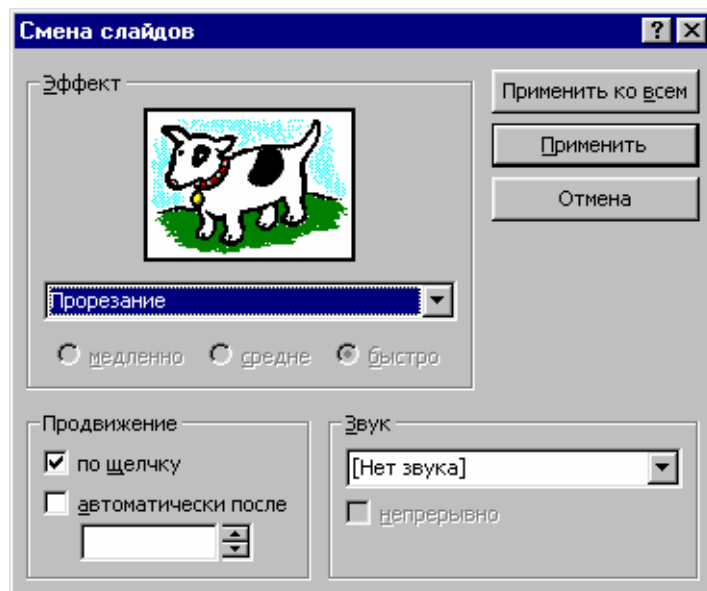 Смена слайдов
Эффект
Прорезание
медленно средне быстро
Применить ко всем
Применить
Отмена
Продвижение
по щелчку
автоматически после
Звук
[Нет звука]
непрерывно